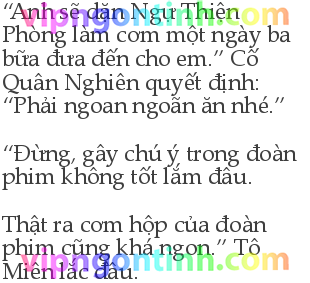 “Anh sẽ dặn Ngự Thiện
Phòng làm cơm một ngày ba
bữa đưa đến cho em.” Cố
Quân Nghiên quyết định:
“Phải ngoan ngoãn ăn nhé.”
“Đừng, gây chú ý trong đoàn
phim không tốt lắm đâu.
Thật ra cơm hộp của đoàn
phim cũng khá ngon.” Tô
Miên lắc đầu.
vipngontinh.com
vipngontinh.com